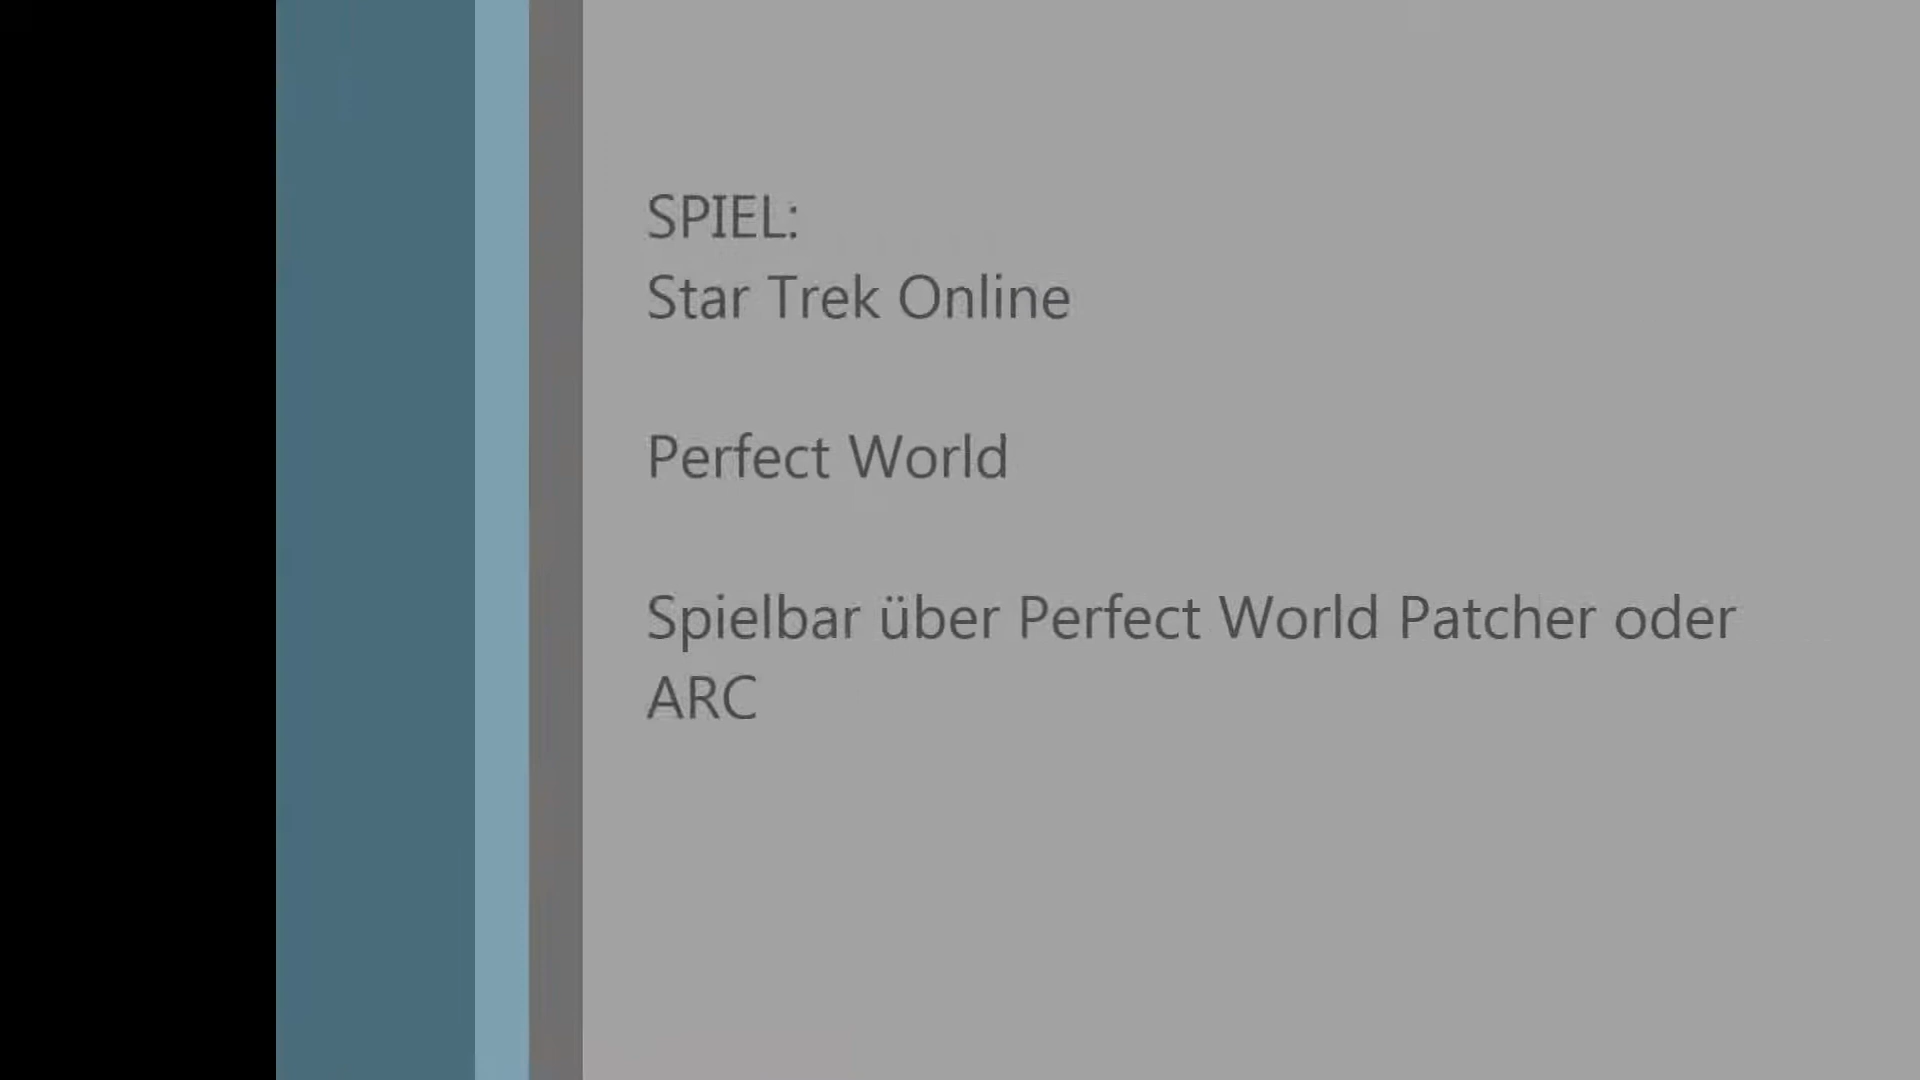 SPIEL:
Star Trek Online
Perfect World
Spielbar über Perfect World Patcher oder
ARC